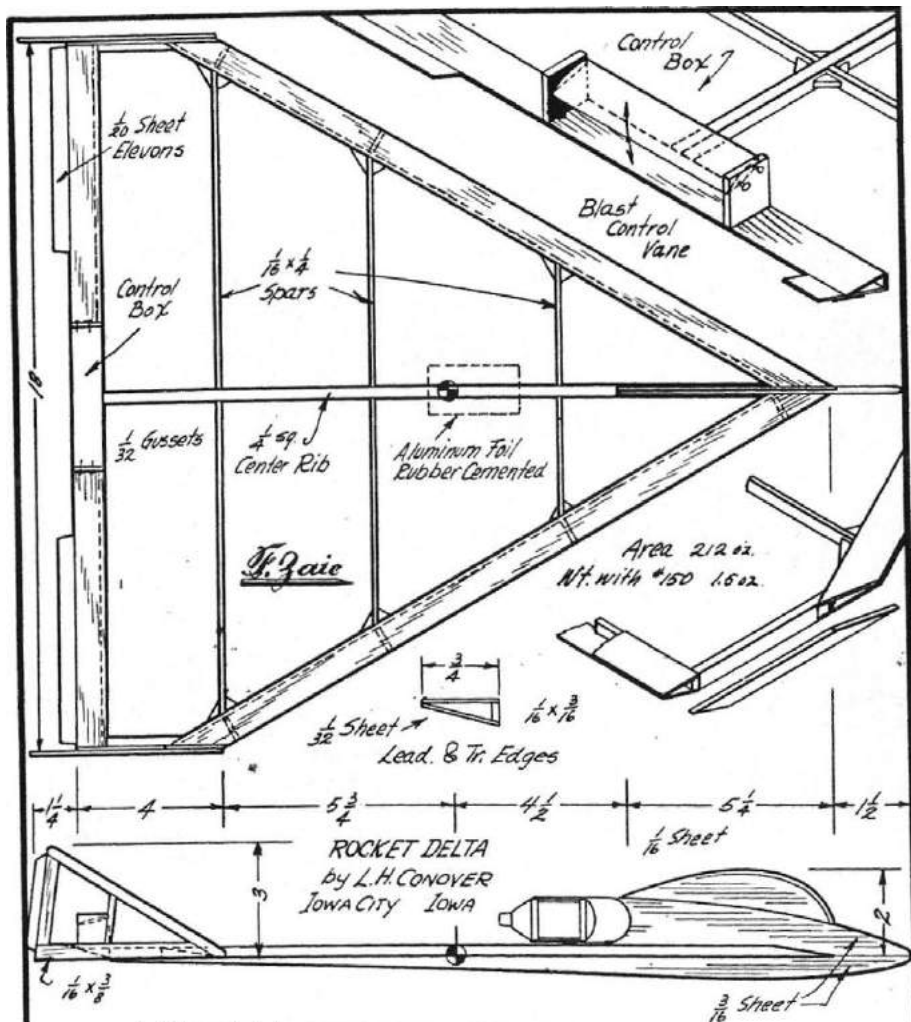 Control
Box
1/20 Sheet
Elevons
Blast
Control
Vane
1/16 x 1/4
Spars
Control
Box
18
1/32 Gussets
1/4 sq.
Center Rib
Aluminum Foil
Rubber Cemented
F. Zaic
Area 212 oz.
Wt. with #150 1.5 oz.
3/4
1/32 Sheet
1/16 x 3/16
Lead. & Tr. Edges
1 1/4
4
5 3/4
4 1/2
5 1/4
1 1/2
1/16 Sheet
ROCKET DELTA
by L.H. CONOVER
IOWA CITY IOWA
3
2
1/16 x 3/8
3/16 Sheet